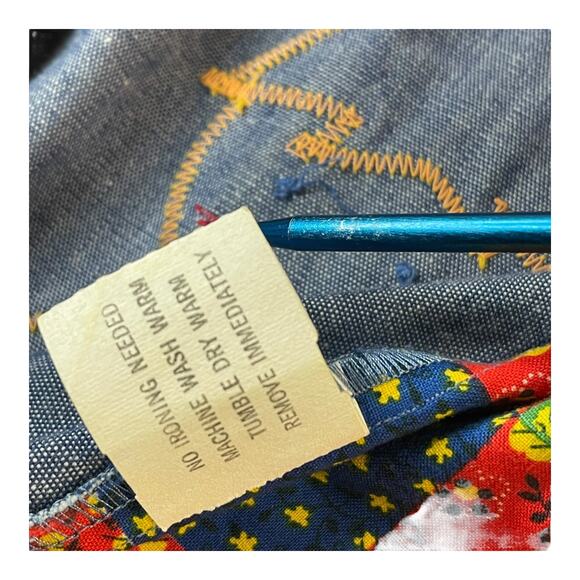 NO IRONING NEEDED
MACHINE WASH WARM
TUMBLE DRY WARM
REMOVE IMMEDIATELY